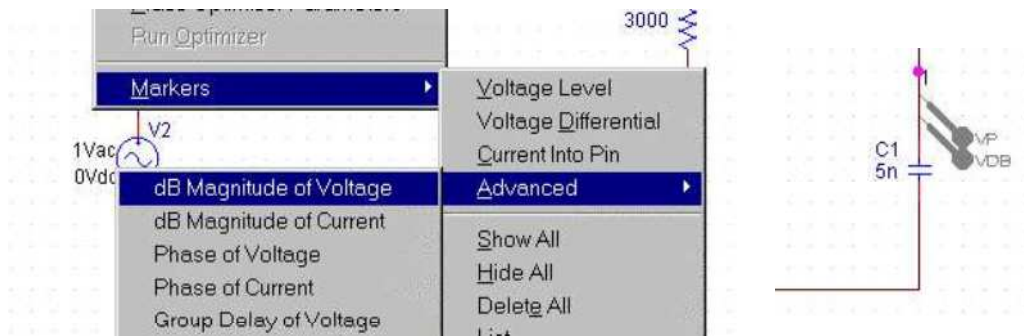 Run Optimizer
3000
Markers
Voltage Level
Voltage Differential
Current Into Pin
Advanced
Show All
Hide All
Delete All
V2
1Vac
0Vdc
dB Magnitude of Voltage
dB Magnitude of Current
Phase of Voltage
Phase of Current
Group Delay of Voltage
1
VP
VDB
C1
5n